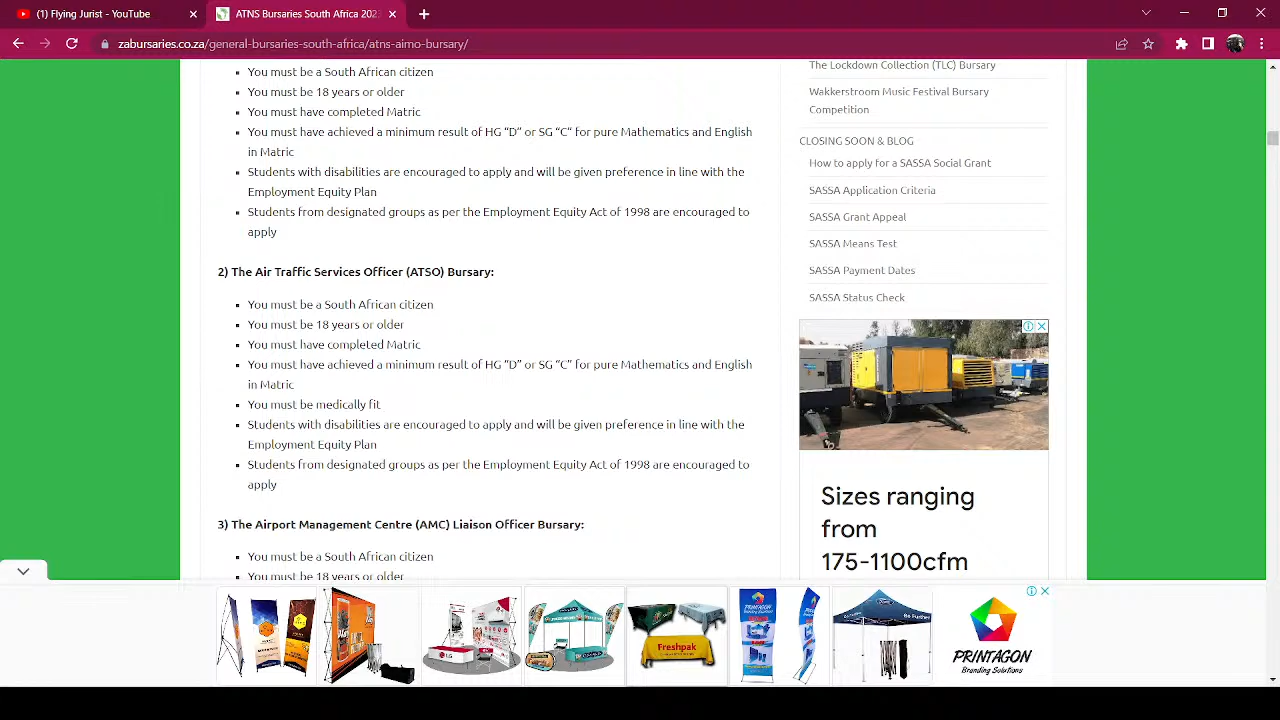 (1) Flying Jurist - YouTube
ATNS Bursaries South Africa 202
zabursaries.co.za/general-bursaries-south-africa/atns-aimo-bursary/
You must be a South African citizen
You must be 18 years or older
You must have completed Matric
You must have achieved a minimum result of HG “D” or SG “C” for pure Mathematics and English
in Matric
Students with disabilities are encouraged to apply and will be given preference in line with the
Employment Equity Plan
Students from designated groups as per the Employment Equity Act of 1998 are encouraged to
apply
2) The Air Traffic Services Officer (ATSO) Bursary:
You must be a South African citizen
You must be 18 years or older
You must have completed Matric
You must have achieved a minimum result of HG “D” or SG “C” for pure Mathematics and English
in Matric
You must be medically fit
Students with disabilities are encouraged to apply and will be given preference in line with the
Employment Equity Plan
Students from designated groups as per the Employment Equity Act of 1998 are encouraged to
apply
3) The Airport Management Centre (AMC) Liaison Officer Bursary:
You must be a South African citizen
You must be 18 years or older
The Lockdown Collection (TLC) Bursary
Wakkerstroom Music Festival Bursary
Competition
CLOSING SOON & BLOG
How to apply for a SASSA Social Grant
SASSA Application Criteria
SASSA Grant Appeal
SASSA Means Test
SASSA Payment Dates
SASSA Status Check
Sizes ranging
from
175-1100cfm
LG
Freshpak
PRINTAGON
PRINTAGON
Branding Solutions